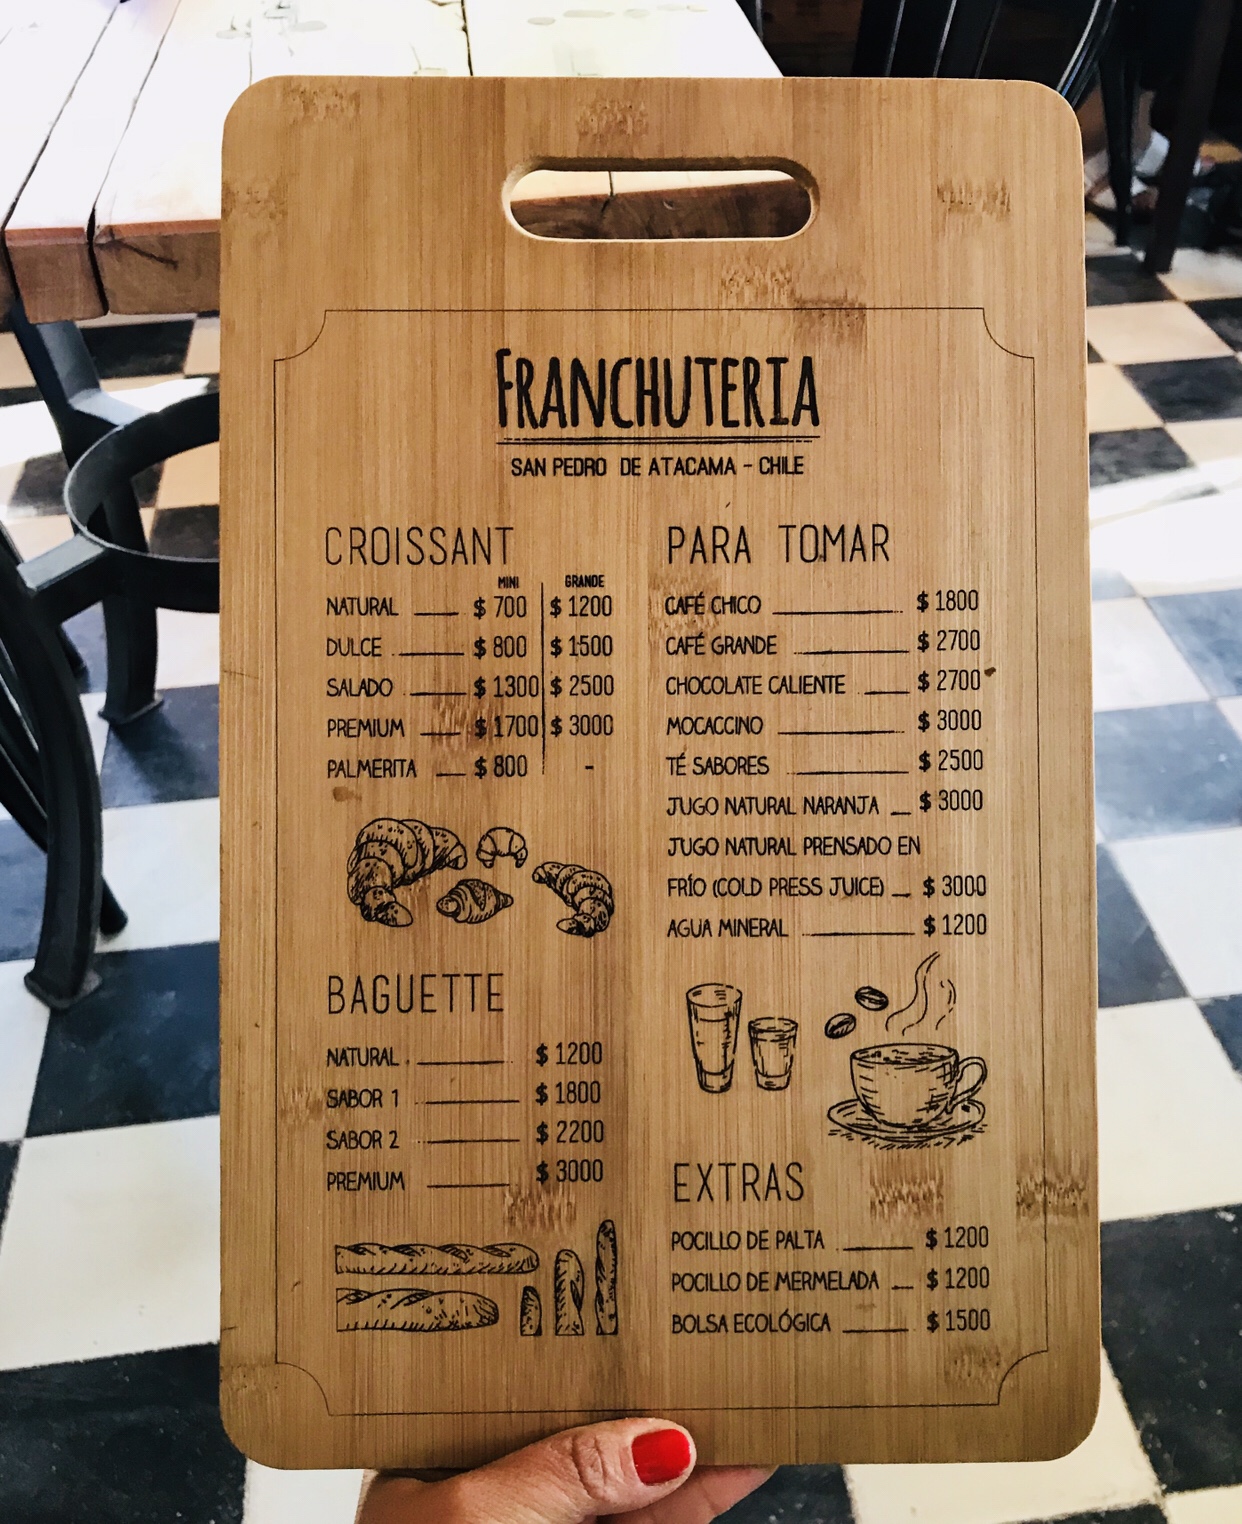 FRANCHUTERIA
SAN PEDRO DE ATACAMA - CHILE
CROISSANT
MINI GRANDE
NATURAL $ 700 $ 1200
DULCE $ 800 $ 1500
SALADO $ 1300 $ 2500
PREMIUM $ 1700 $ 3000
PALMERITA $ 800 -
BAGUETTE
NATURAL $ 1200
SABOR 1 $ 1800
SABOR 2 $ 2200
PREMIUM $ 3000
PARA TOMAR
CAFÉ CHICO $ 1800
CAFÉ GRANDE $ 2700
CHOCOLATE CALIENTE $ 2700
MOCACCINO $ 3000
TÉ SABORES $ 2500
JUGO NATURAL NARANJA $ 3000
JUGO NATURAL PRENSADO EN
FRÍO (COLD PRESS JUICE) $ 3000
AGUA MINERAL $ 1200
EXTRAS
POCILLO DE PALTA $ 1200
POCILLO DE MERMELADA $ 1200
BOLSA ECOLÓGICA $ 1500